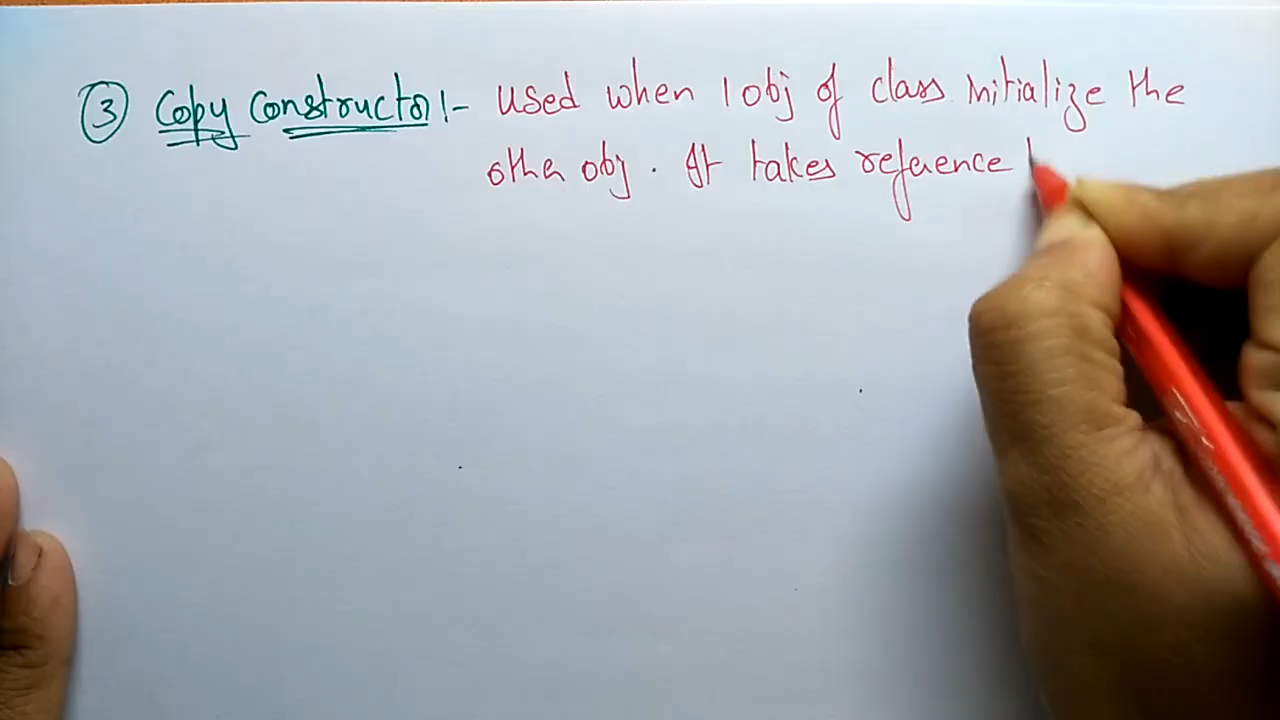 ③ Copy Constructor :- used when 1 obj of class initialize the
other obj. It takes reference